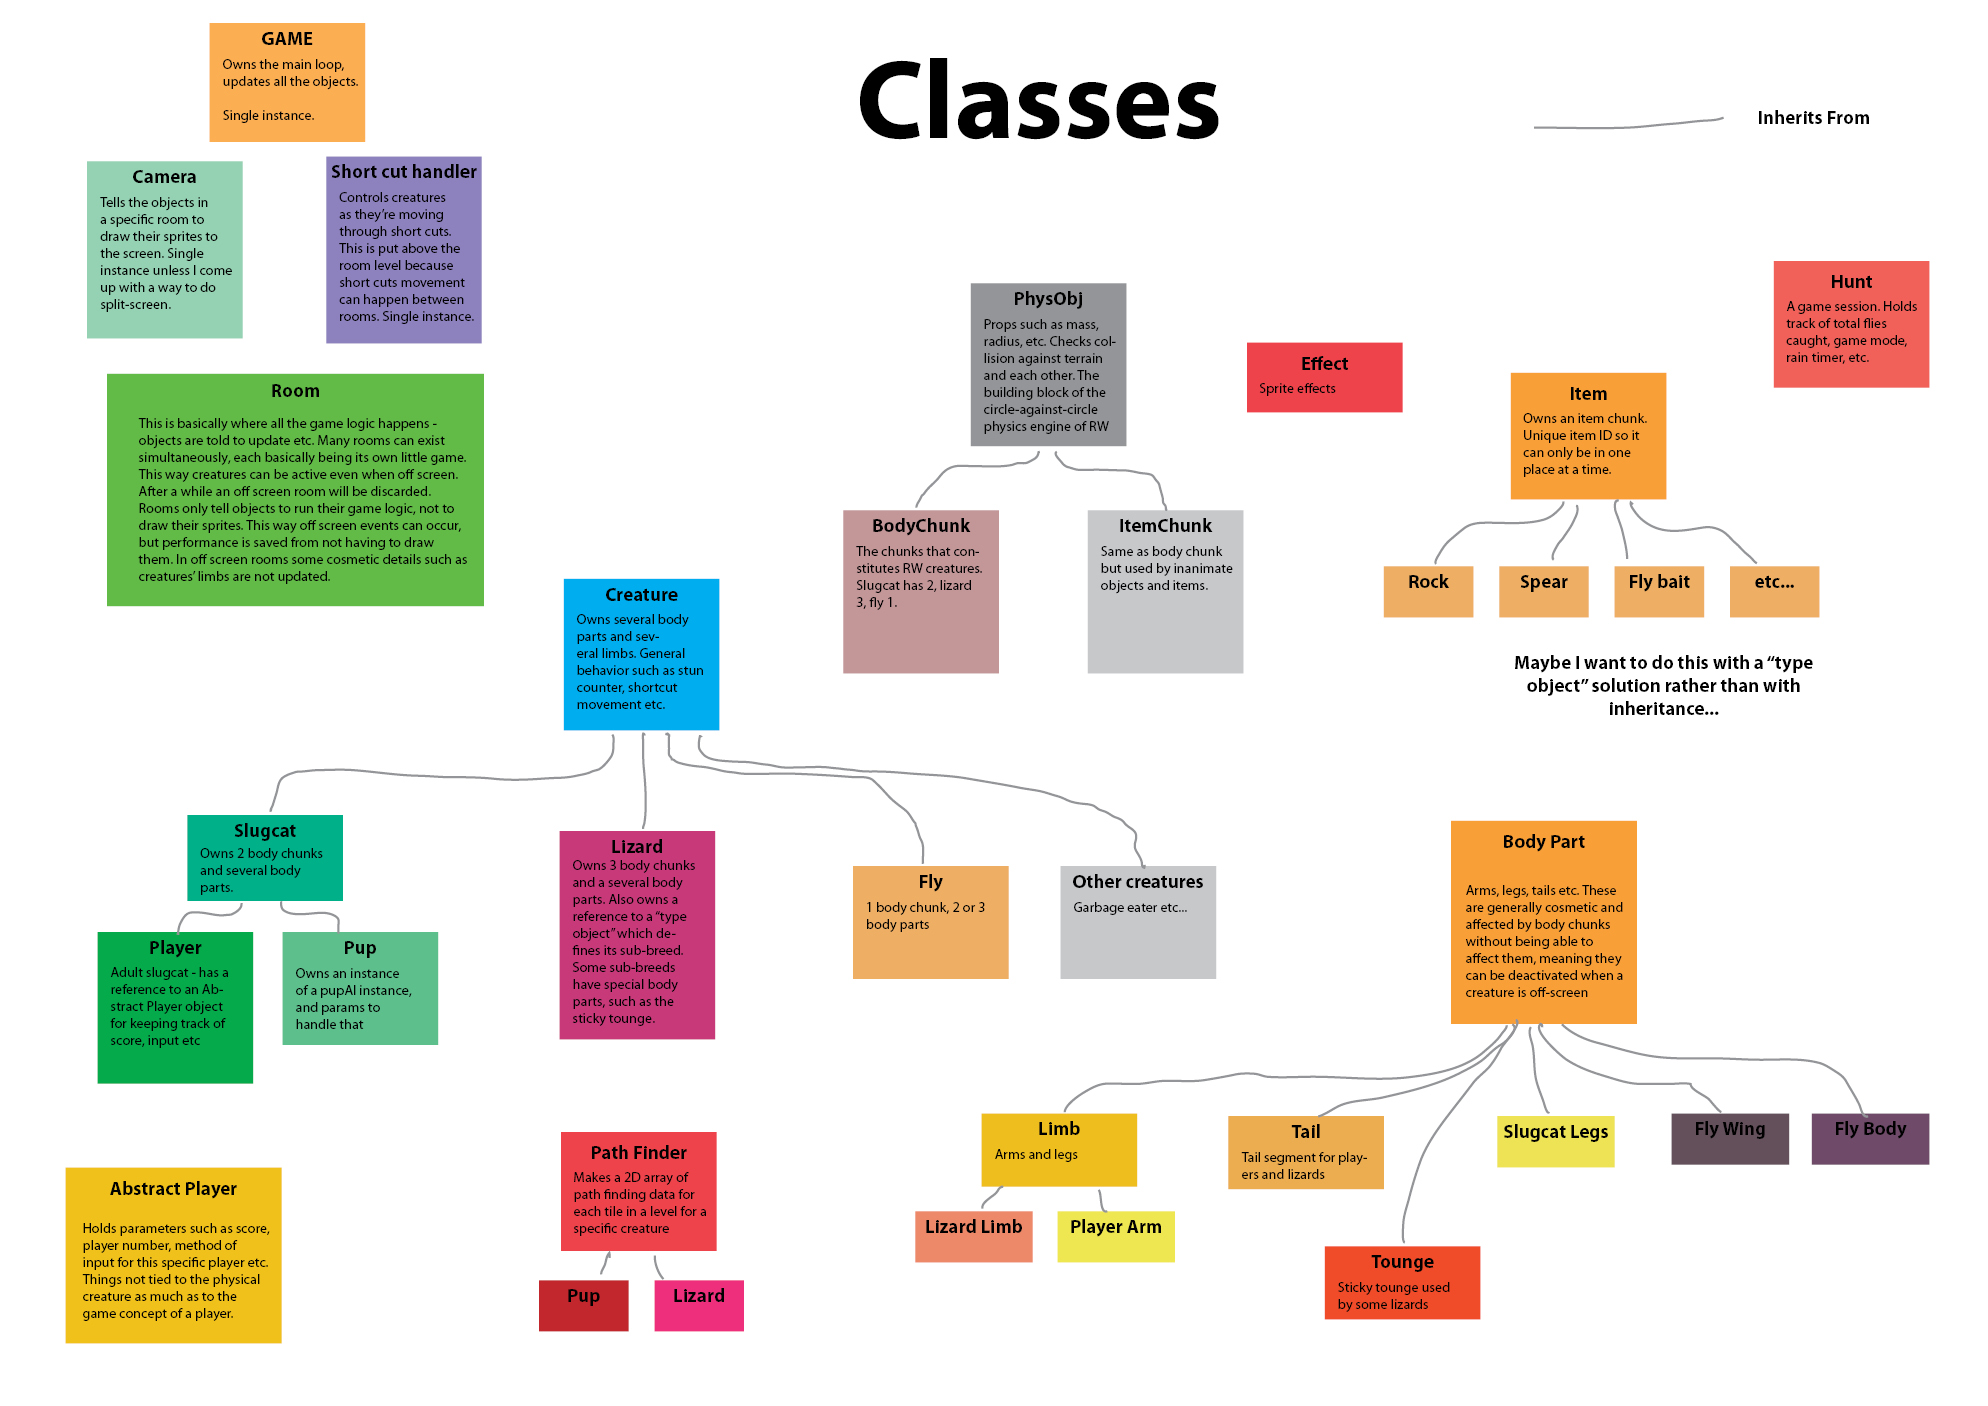 Classes
Inherits From
GAME
Owns the main loop,
updates all the objects.
Single instance.
Camera
Tells the objects in
a specific room to
draw their sprites to
the screen. Single
instance unless I come
up with a way to do
split-screen.
Short cut handler
Controls creatures
as they’re moving
through short cuts.
This is put above the
room level because
short cuts movement
can happen between
rooms. Single instance.
Room
This is basically where all the game logic happens -
objects are told to update etc. Many rooms can exist
simultaneously, each basically being its own little game.
This way creatures can be active even when off screen.
After a while an off screen room will be discarded.
Rooms only tell objects to run their game logic, not to
draw their sprites. This way off screen events can occur,
but performance is saved from not having to draw
them. In off screen rooms some cosmetic details such as
creatures’ limbs are not updated.
PhysObj
Props such as mass,
radius, etc. Checks col-
lision against terrain
and each other. The
building block of the
circle-against-circle
physics engine of RW
BodyChunk
The chunks that con-
stitutes RW creatures.
Slugcat has 2, lizard
3, fly 1.
ItemChunk
Same as body chunk
but used by inanimate
objects and items.
Effect
Sprite effects
Hunt
A game session. Holds
track of total flies
caught, game mode,
rain timer, etc.
Item
Owns an item chunk.
Unique item ID so it
can only be in one
place at a time.
Rock
Spear
Fly bait
etc...
Maybe I want to do this with a “type
object” solution rather than with
inheritance...
Creature
Owns several body
parts and sev-
eral limbs. General
behavior such as stun
counter, shortcut
movement etc.
Slugcat
Owns 2 body chunks
and several body
parts.
Player
Adult slugcat - has a
reference to an Ab-
stract Player object
for keeping track of
score, input etc
Pup
Owns an instance
of a pupAI instance,
and params to
handle that
Lizard
Owns 3 body chunks
and a several body
parts. Also owns a
reference to a “type
object” which de-
fines its sub-breed.
Some sub-breeds
have special body
parts, such as the
sticky tounge.
Fly
1 body chunk, 2 or 3
body parts
Other creatures
Garbage eater etc...
Body Part
Arms, legs, tails etc. These
are generally cosmetic and
affected by body chunks
without being able to
affect them, meaning they
can be deactivated when a
creature is off-screen
Limb
Arms and legs
Lizard Limb
Player Arm
Tail
Tail segment for play-
ers and lizards
Tounge
Sticky tounge used
by some lizards
Slugcat Legs
Fly Wing
Fly Body
Abstract Player
Holds parameters such as score,
player number, method of
input for this specific player etc.
Things not tied to the physical
creature as much as to the
game concept of a player.
Path Finder
Makes a 2D array of
path finding data for
each tile in a level for a
specific creature
Pup
Lizard